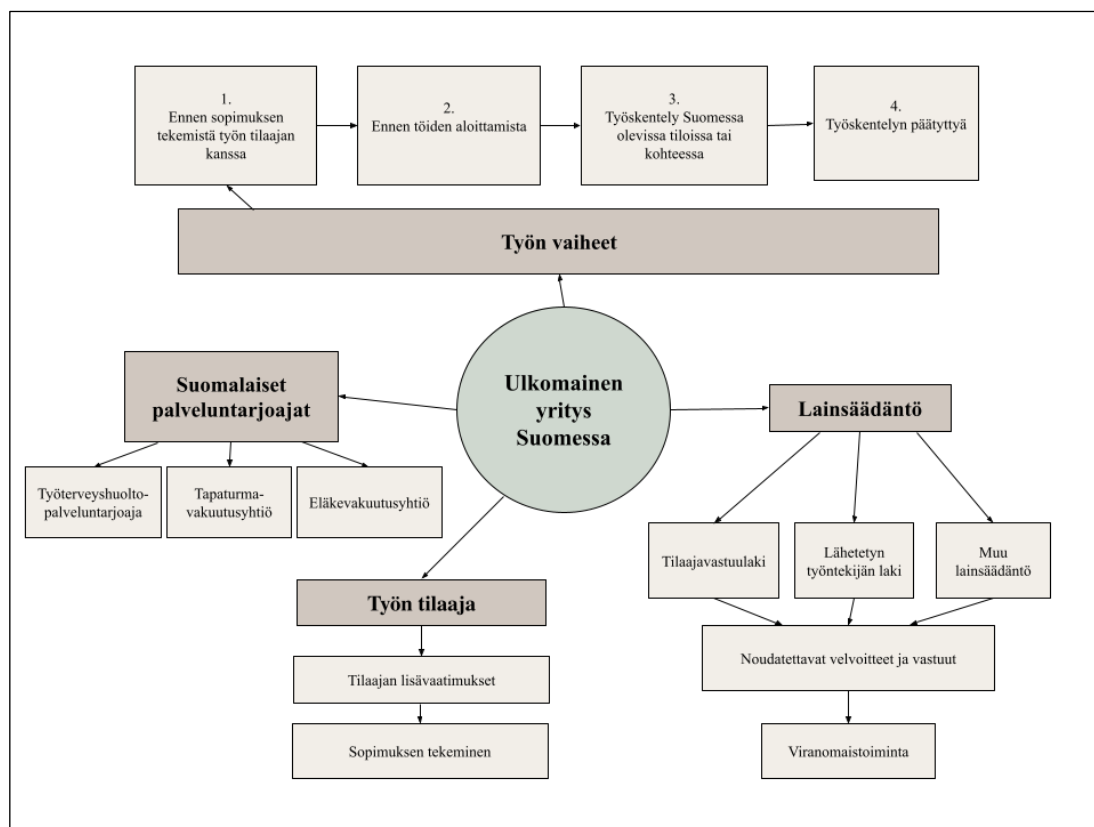 1.
Ennen sopimuksen
tekemistä työn tilaajan
kanssa
2.
Ennen töiden aloittamista
3.
Työskentely Suomessa
olevissa tiloissa tai
kohteessa
4.
Työskentelyn päätyttyä
Työn vaiheet
Ulkomainen
yritys
Suomessa
Suomalaiset
palveluntarjoajat
Työterveyshuolto-
palveluntarjoaja
Tapaturma-
vakuutusyhtiö
Eläkevakuutusyhtiö
Lainsäädäntö
Tilaajavastuulaki
Lähetetyn
työntekijän laki
Muu
lainsäädäntö
Noudatettavat velvoitteet ja vastuut
Viranomaistoiminta
Työn tilaaja
Tilaajan lisävaatimukset
Sopimuksen tekeminen